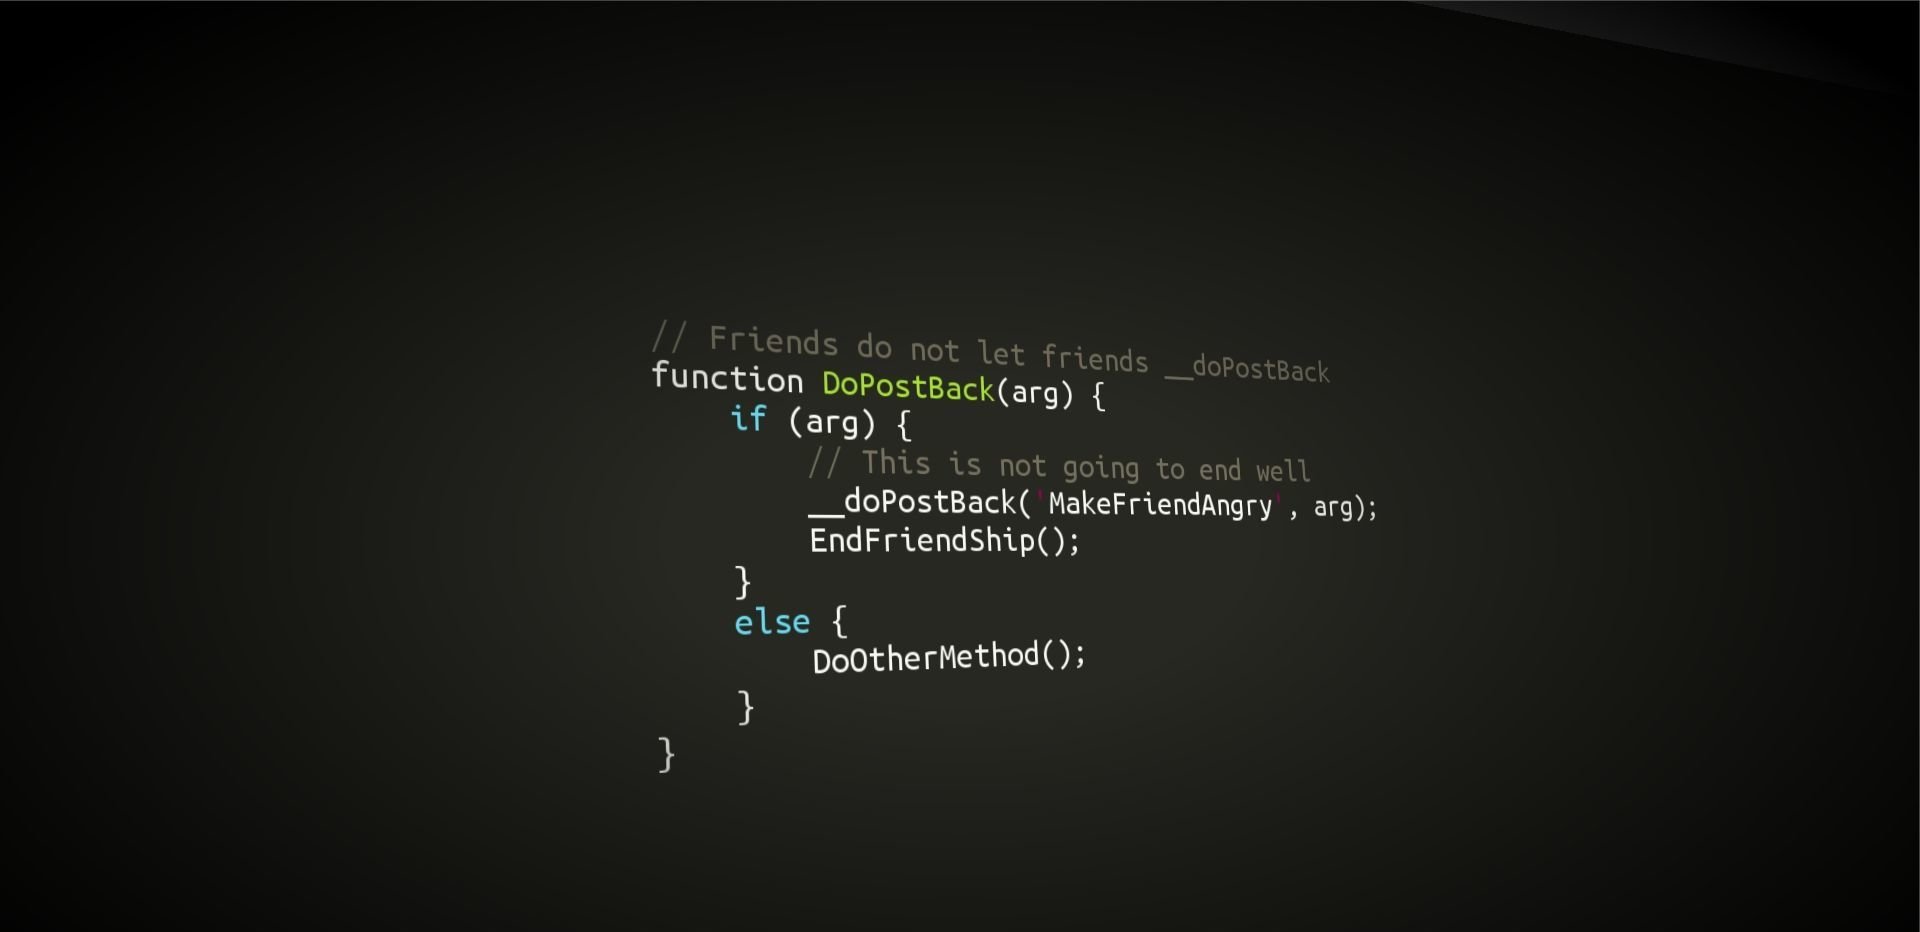 // Friends do not let friends __doPostBack
function DoPostBack(arg) {
if (arg) {
// This is not going to end well
__doPostBack('MakeFriendAngry', arg);
EndFriendShip();
}
else {
DoOtherMethod();
}
}